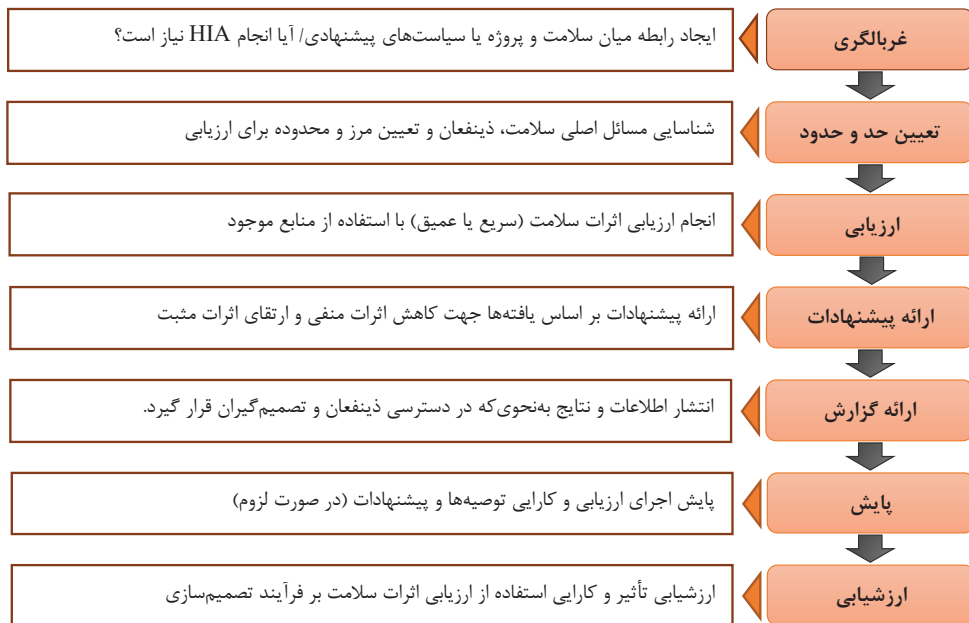 غربالگری
ایجاد رابطه میان سلامت و پروژه یا سیاست‌های پیشنهادی/ آیا انجام HIA نیاز است؟
تعیین حد و حدود
شناسایی مسائل اصلی سلامت، ذینفعان و تعیین مرز و محدوده برای ارزیابی
ارزیابی
انجام ارزیابی اثرات سلامت (سریع یا عمیق) با استفاده از منابع موجود
ارائه پیشنهادات
ارائه پیشنهادات بر اساس یافته‌ها جهت کاهش اثرات منفی و ارتقای اثرات مثبت
ارائه گزارش
انتشار اطلاعات و نتایج به‌نحوی‌که در دسترسی ذینفعان و تصمیم‌گیران قرار گیرد.
پایش
پایش اجرای ارزیابی و کارایی توصیه‌ها و پیشنهادات (در صورت لزوم)
ارزشیابی
ارزشیابی تأثیر و کارایی استفاده از ارزیابی اثرات سلامت بر فرآیند تصمیم‌سازی